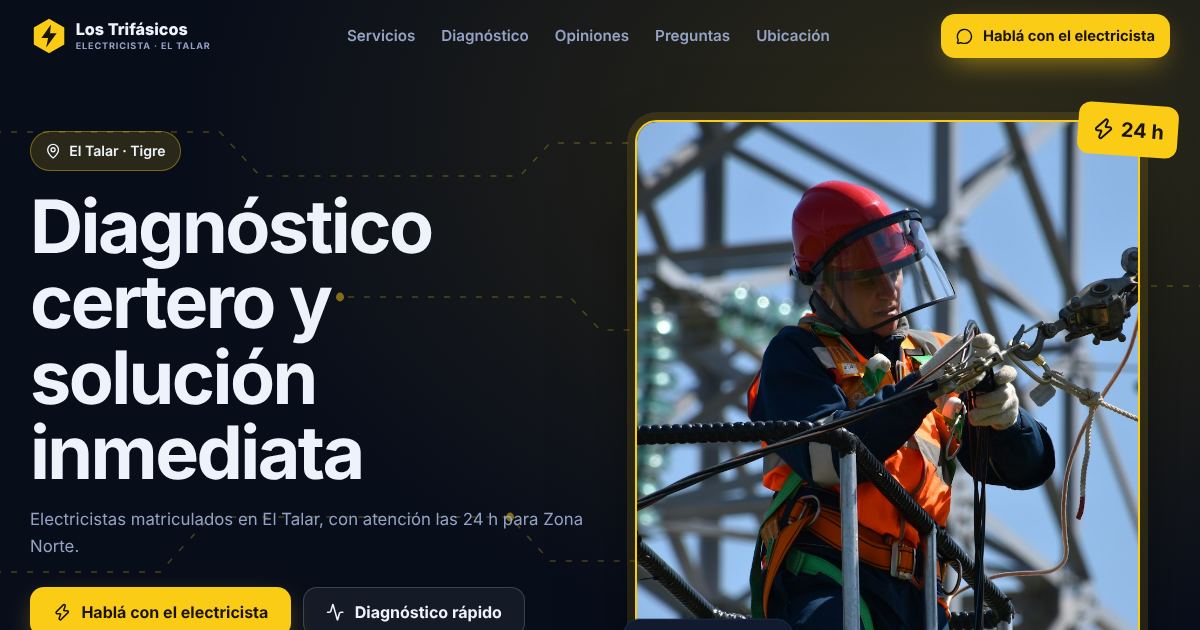 Los Trifásicos
ELECTRICISTA · EL TALAR
Servicios
Diagnóstico
Opiniones
Preguntas
Ubicación
Hablá con el electricista
24 h
El Talar · Tigre
Diagnóstico
certero y
solución
inmediata
Electricistas matriculados en El Talar, con atención las 24 h para Zona
Norte.
Hablá con el electricista
Diagnóstico rápido